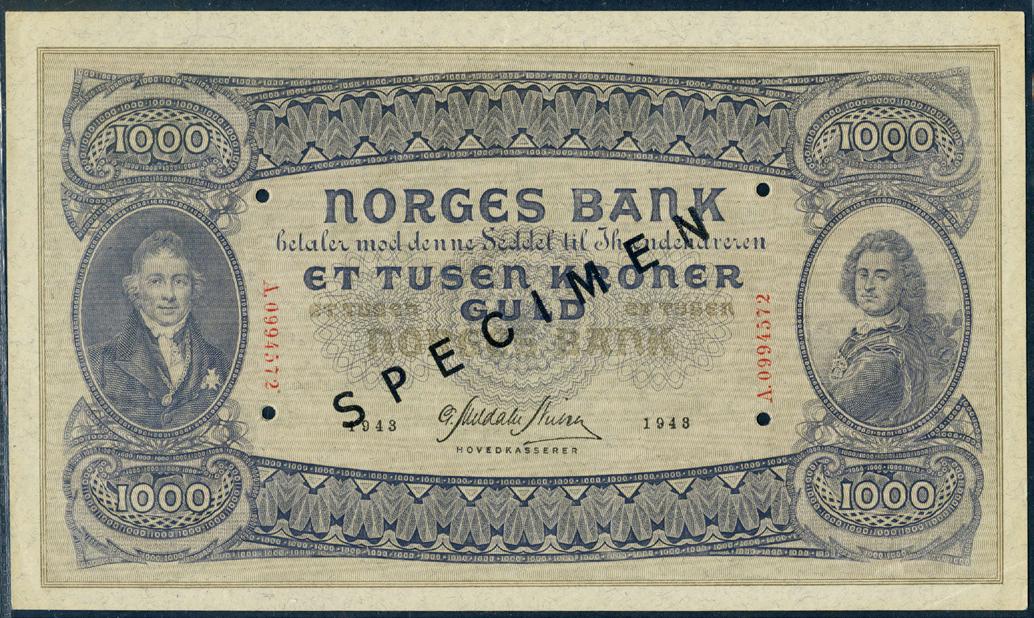 1000 1000
NORGES BANK
betaler mod denne Seddel til Ihændehaveren
ET TUSEN KRONER
GULD
ET TUSEN ET TUSEN
NORGES BANK
SPECIMEN
A.0994572 A.0994572
1943 1943
HOVEDKASSERER
1000 1000